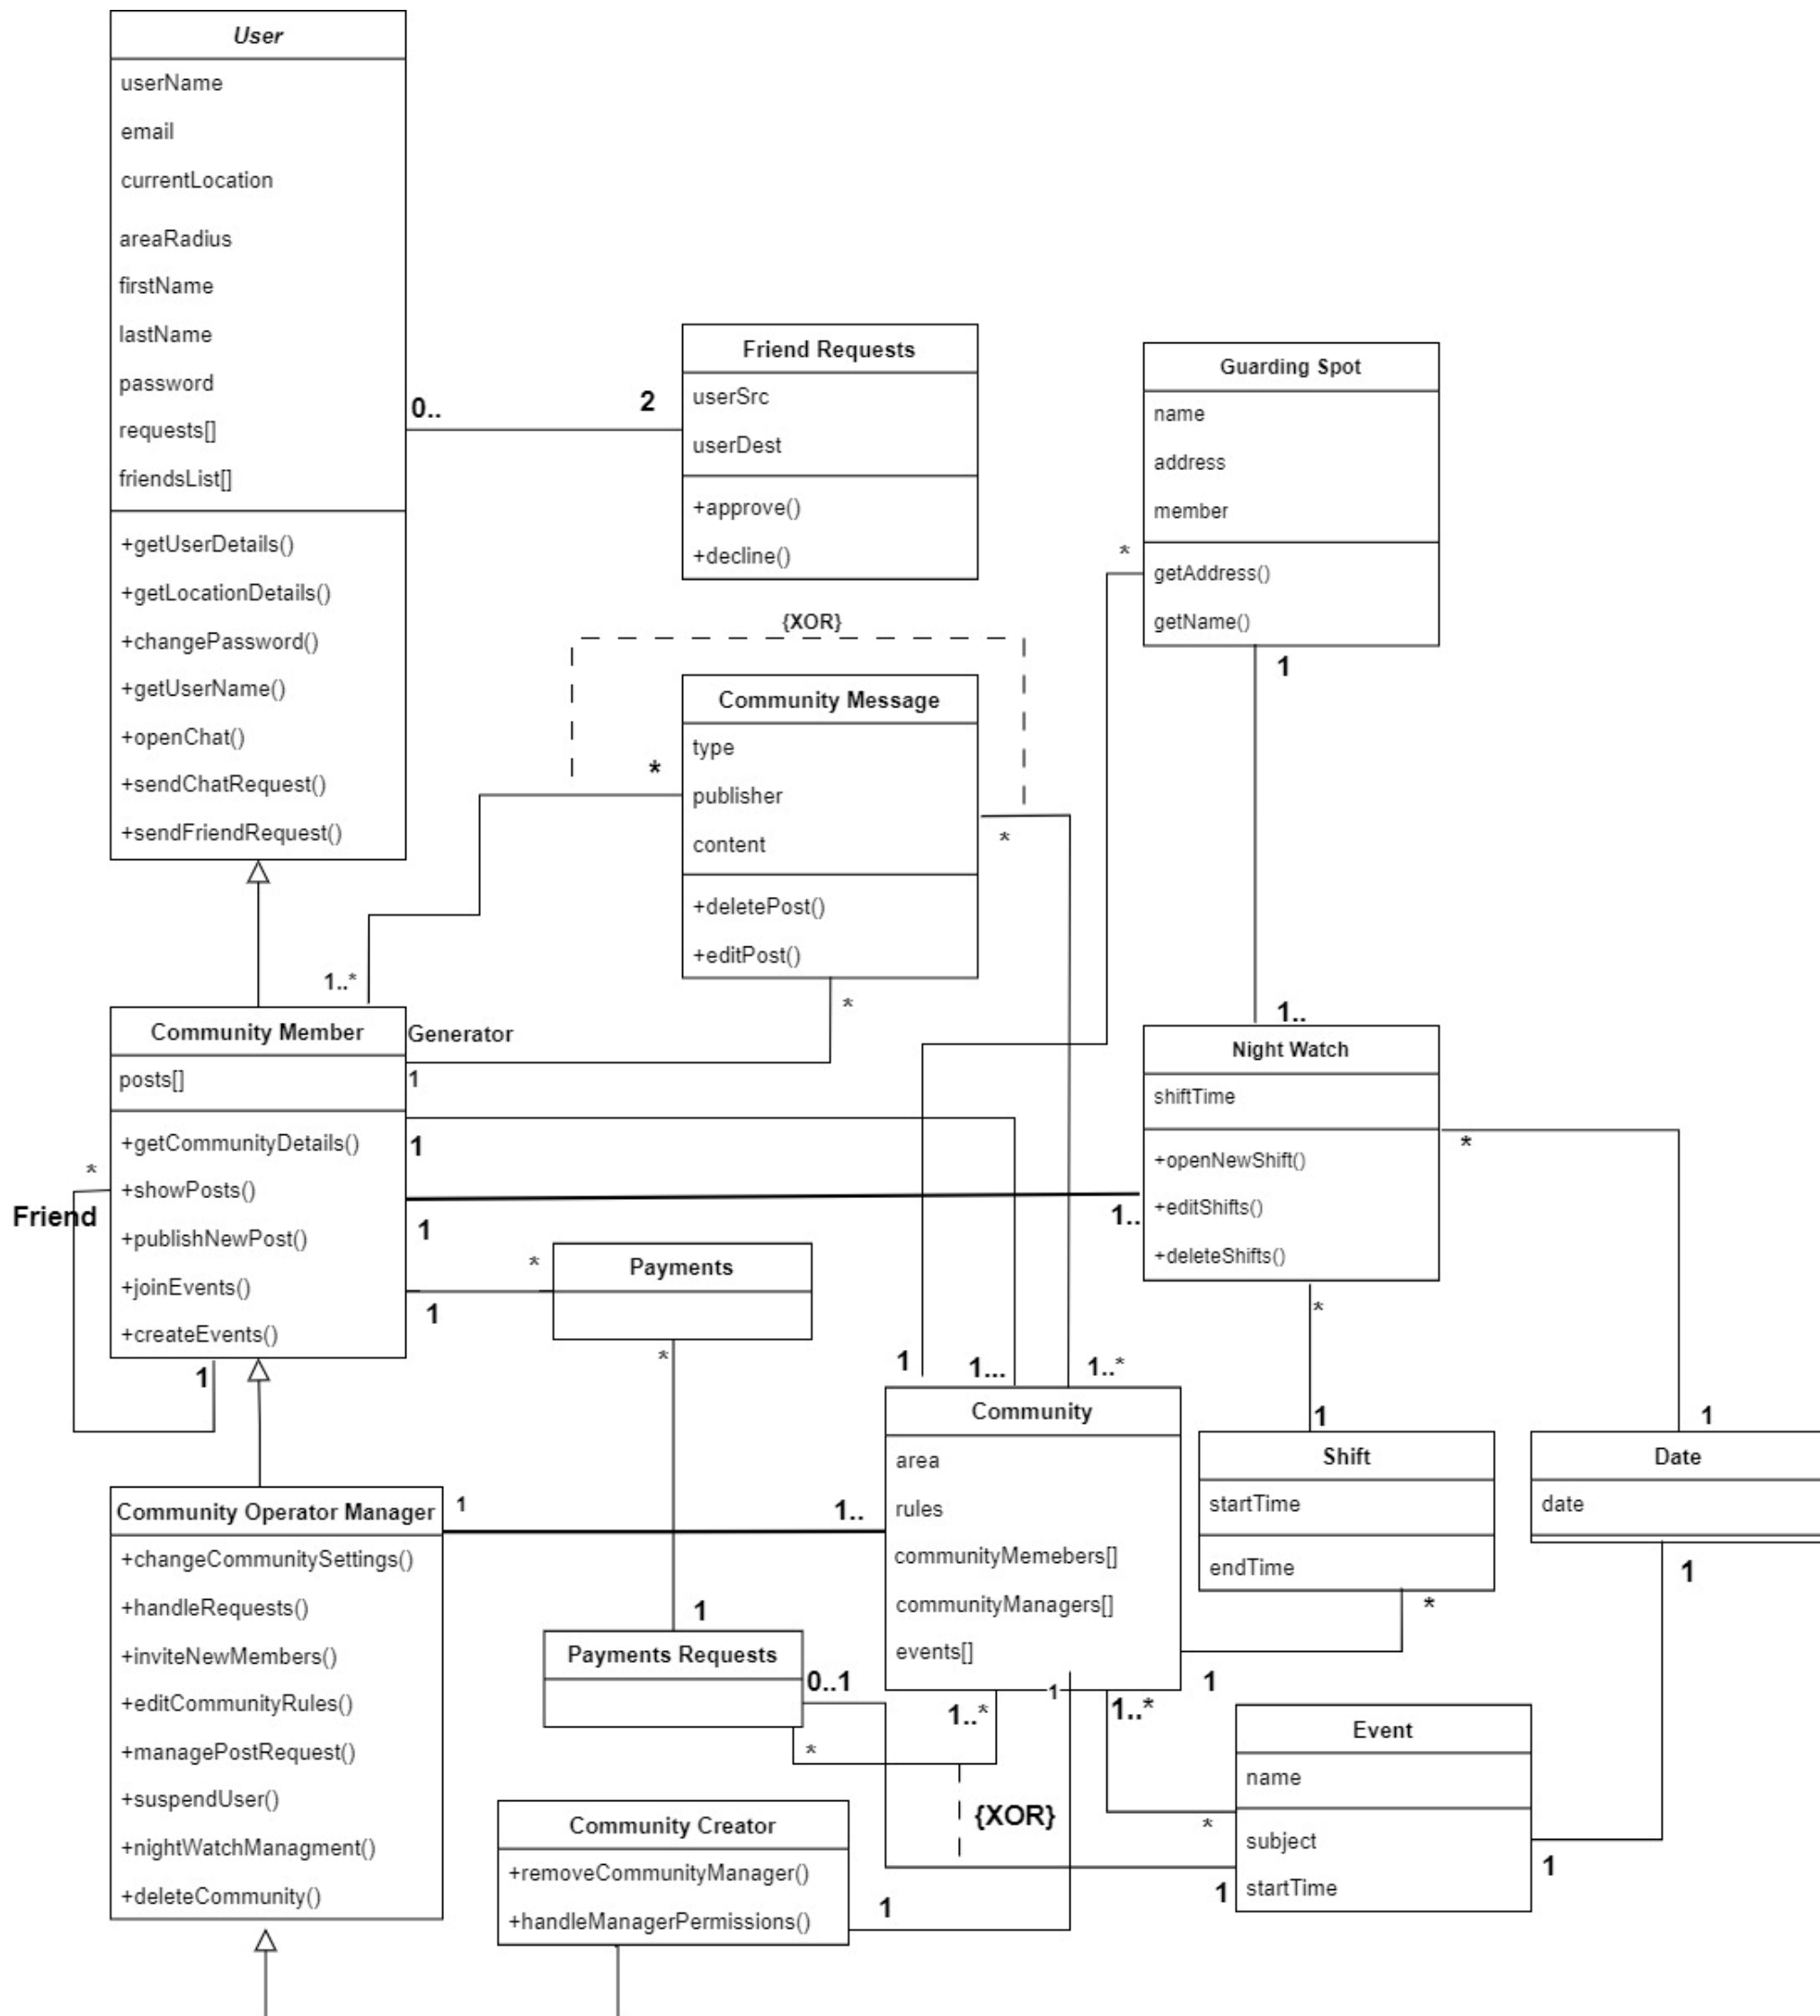 User
userName
email
currentLocation
areaRadius
firstName
lastName
password
requests[]
friendsList[]
+getUserDetails()
+getLocationDetails()
+changePassword()
+getUserName()
+openChat()
+sendChatRequest()
+sendFriendRequest()
0..
2
Friend Requests
userSrc
userDest
+approve()
+decline()
Guarding Spot
name
address
member
getAddress()
getName()
*
1
{XOR}
Community Message
type
publisher
content
+deletePost()
+editPost()
*
*
*
1..*
Community Member
posts[]
+getCommunityDetails()
+showPosts()
+publishNewPost()
+joinEvents()
+createEvents()
Generator
1
1
1
1
*
Friend
1
1..
Night Watch
shiftTime
+openNewShift()
+editShifts()
+deleteShifts()
1..
*
*
*
Payments
*
1
1...
1..*
Community
area
rules
communityMemebers[]
communityManagers[]
events[]
1
Shift
startTime
endTime
*
1
Date
date
1
Community Operator Manager
+changeCommunitySettings()
+handleRequests()
+inviteNewMembers()
+editCommunityRules()
+managePostRequest()
+suspendUser()
+nightWatchManagment()
+deleteCommunity()
1
1..
1
Payments Requests
0..1
*
1..*
1
1..*
1
{XOR}
Event
name
subject
startTime
*
1
1
Community Creator
+removeCommunityManager()
+handleManagerPermissions()
1